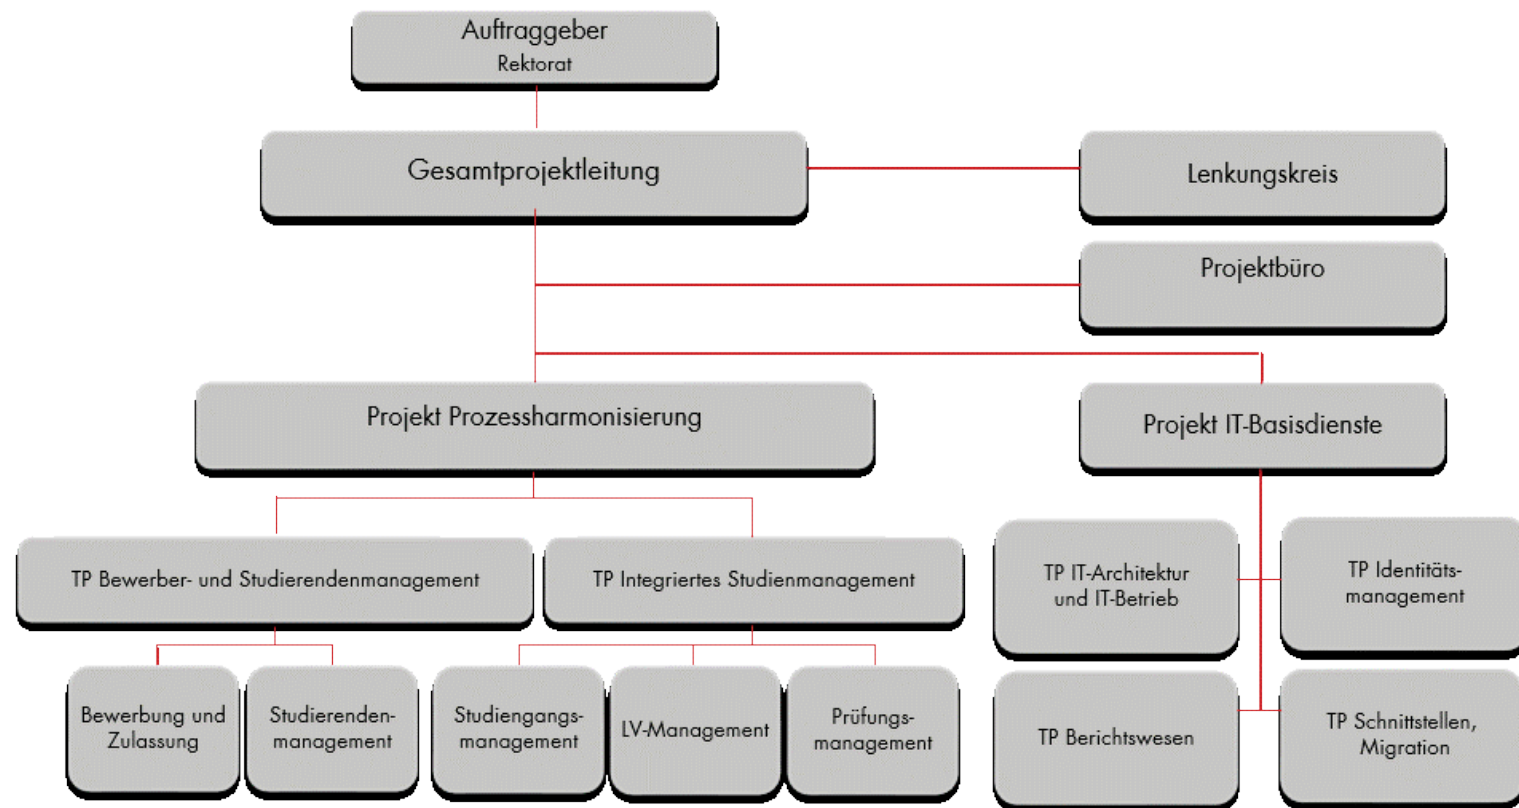 Auftraggeber
Rektorat
Gesamtprojektleitung
Lenkungskreis
Projektbüro
Projekt Prozessharmonisierung
Projekt IT-Basisdienste
TP Bewerber- und Studierendenmanagement
TP Integriertes Studienmanagement
TP IT-Architektur
und IT-Betrieb
TP Identitäts-
management
Bewerbung und
Zulassung
Studierenden-
management
Studiengangs-
management
LV-Management
Prüfungs-
management
TP Berichtswesen
TP Schnittstellen,
Migration